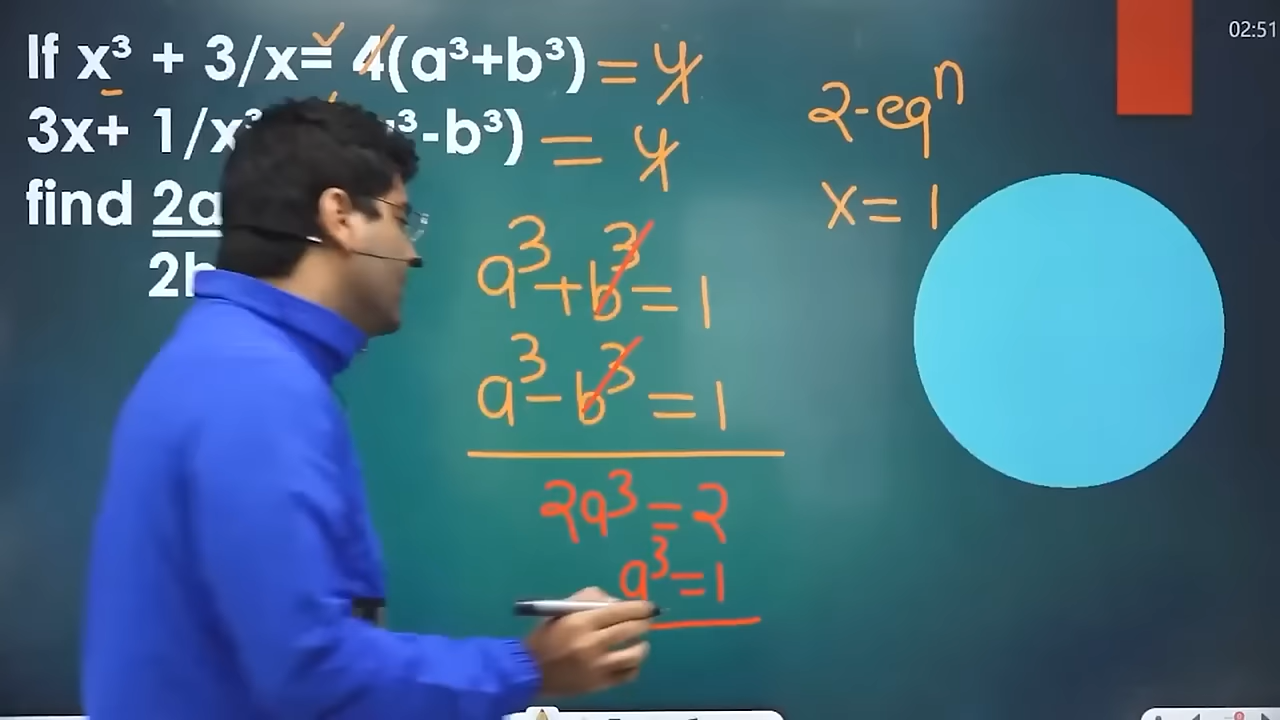 If x³ + 3/x= 4(a³+b³) = 4
3x+ 1/x³ ³-b³) = 4
find 2a
2b
2-eqⁿ
x= 1
a³+b³=1
a³-b³=1
2a³=2
a³=1
02:51